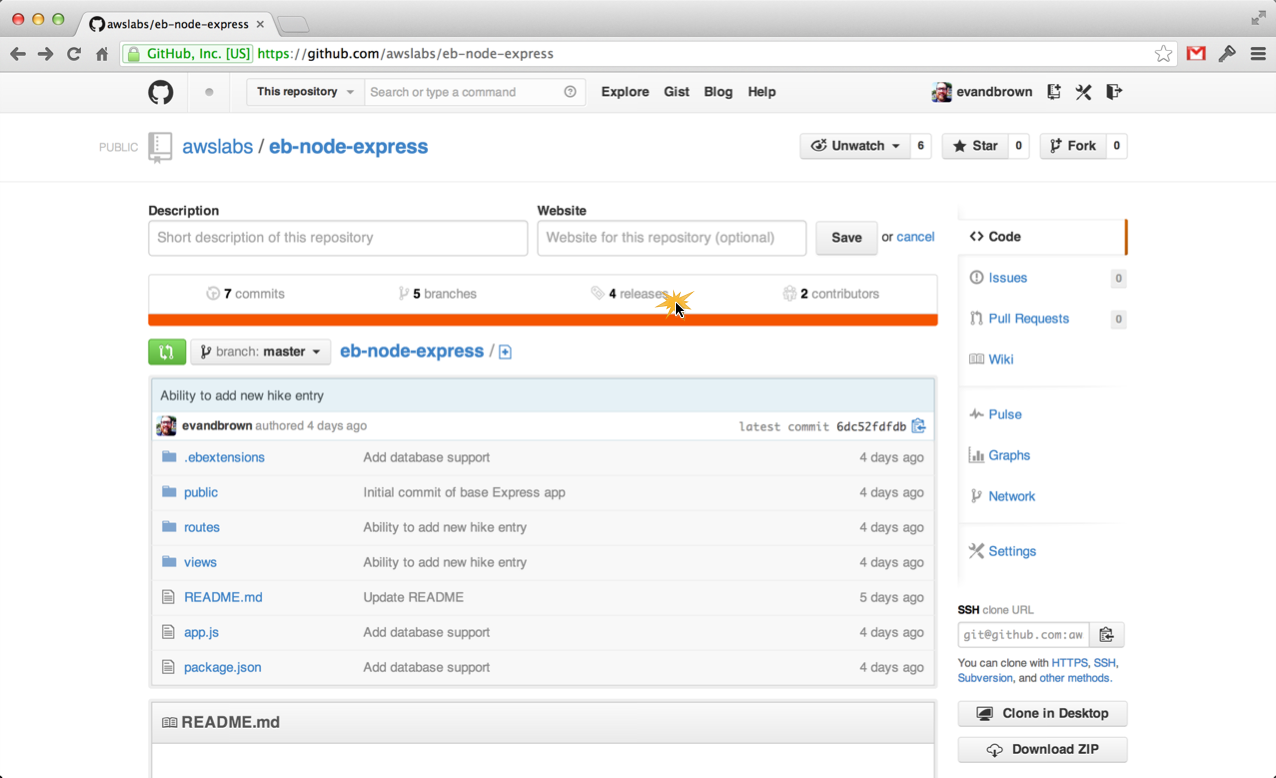 awslabs/eb-node-express
GitHub, Inc. [US] https://github.com/awslabs/eb-node-express
This repository Search or type a command Explore Gist Blog Help evandbrown
PUBLIC awslabs / eb-node-express Unwatch 6 Star 0 Fork 0
Description Website
Short description of this repository Website for this repository (optional) Save or cancel
7 commits 5 branches 4 releases 2 contributors
branch: master eb-node-express /
Ability to add new hike entry
evandbrown authored 4 days ago latest commit 6dc52fdfdb
.ebextensions Add database support 4 days ago
public Initial commit of base Express app 4 days ago
routes Ability to add new hike entry 4 days ago
views Ability to add new hike entry 4 days ago
README.md Update README 5 days ago
app.js Add database support 4 days ago
package.json Add database support 4 days ago
README.md
Code
Issues 0
Pull Requests 0
Wiki
Pulse
Graphs
Network
Settings
SSH clone URL
git@github.com:aw
You can clone with HTTPS, SSH,
Subversion, and other methods.
Clone in Desktop
Download ZIP